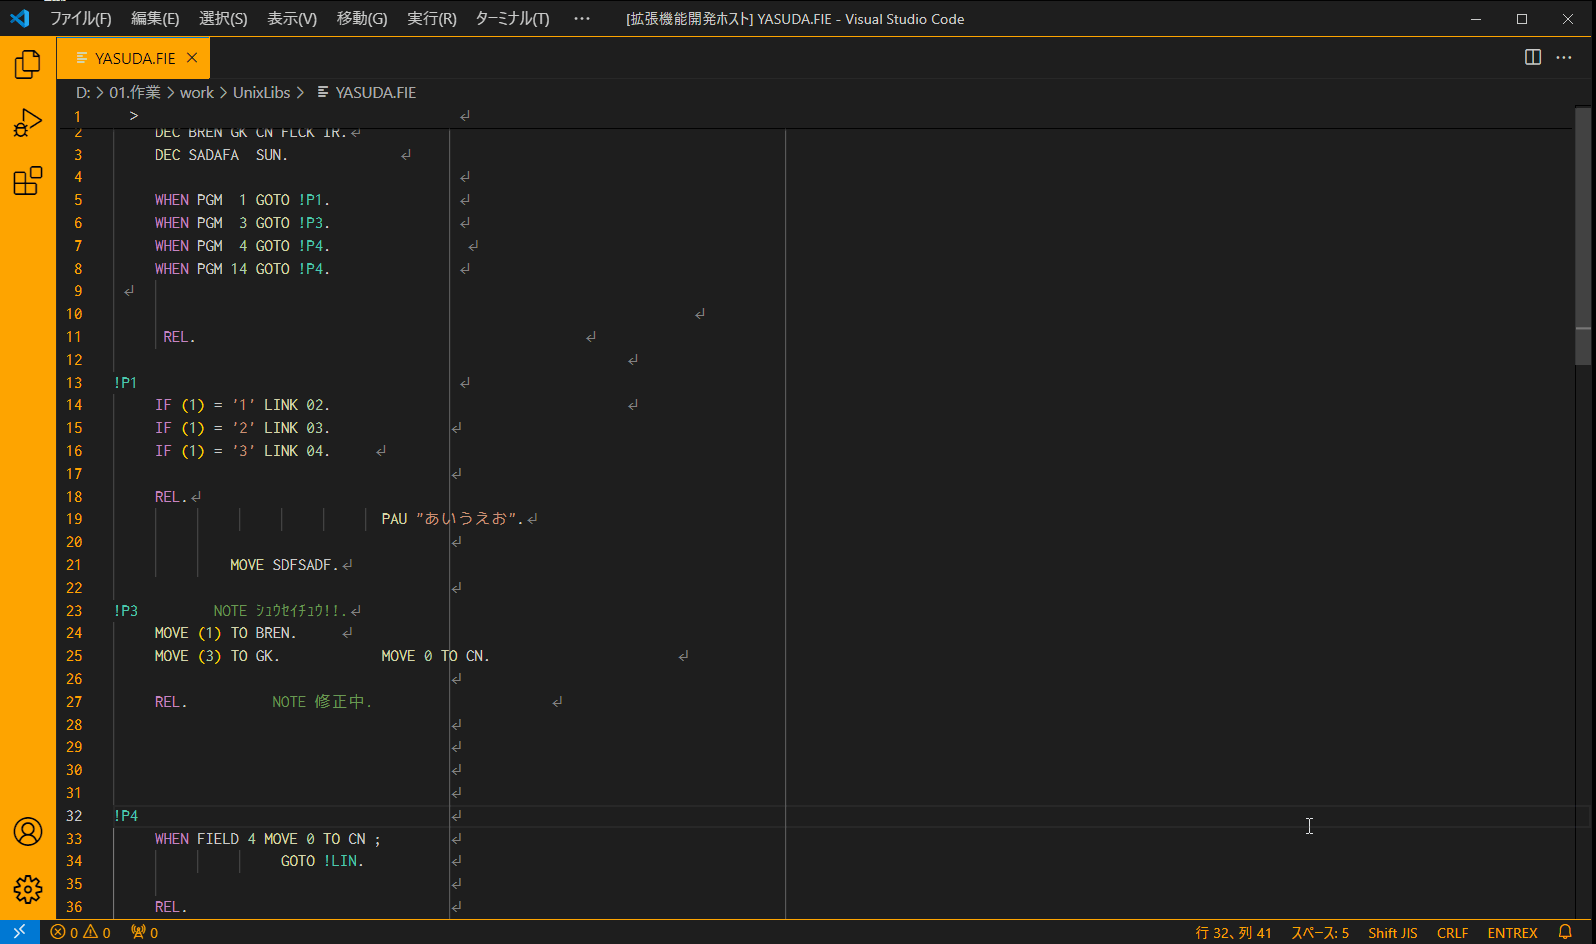 ファイル(F) 編集(E) 選択(S) 表示(V) 移動(G) 実行(R) ターミナル(T) ··· [拡張機能開発ホスト] YASUDA.FIE - Visual Studio Code
YASUDA.FIE
D: > 01.作業 > work > UnixLibs > YASUDA.FIE
1 >
2 DEC BREN GK CN FLCK IR.
3 DEC SADAFA SUN.
4
5 WHEN PGM 1 GOTO !P1.
6 WHEN PGM 3 GOTO !P3.
7 WHEN PGM 4 GOTO !P4.
8 WHEN PGM 14 GOTO !P4.
9
10
11 REL.
12
13 !P1
14 IF (1) = '1' LINK 02.
15 IF (1) = '2' LINK 03.
16 IF (1) = '3' LINK 04.
17
18 REL.
19 PAU "あいうえお".
20
21 MOVE SDFSADF.
22
23 !P3 NOTE ｼｭｳｾｲﾁｭｳ!!.
24 MOVE (1) TO BREN.
25 MOVE (3) TO GK. MOVE 0 TO CN.
26
27 REL. NOTE 修正中.
28
29
30
31
32 !P4
33 WHEN FIELD 4 MOVE 0 TO CN ;
34 GOTO !LIN.
35
36 REL.
0 0 0 行 32、列 41 スペース: 5 Shift JIS CRLF ENTREX